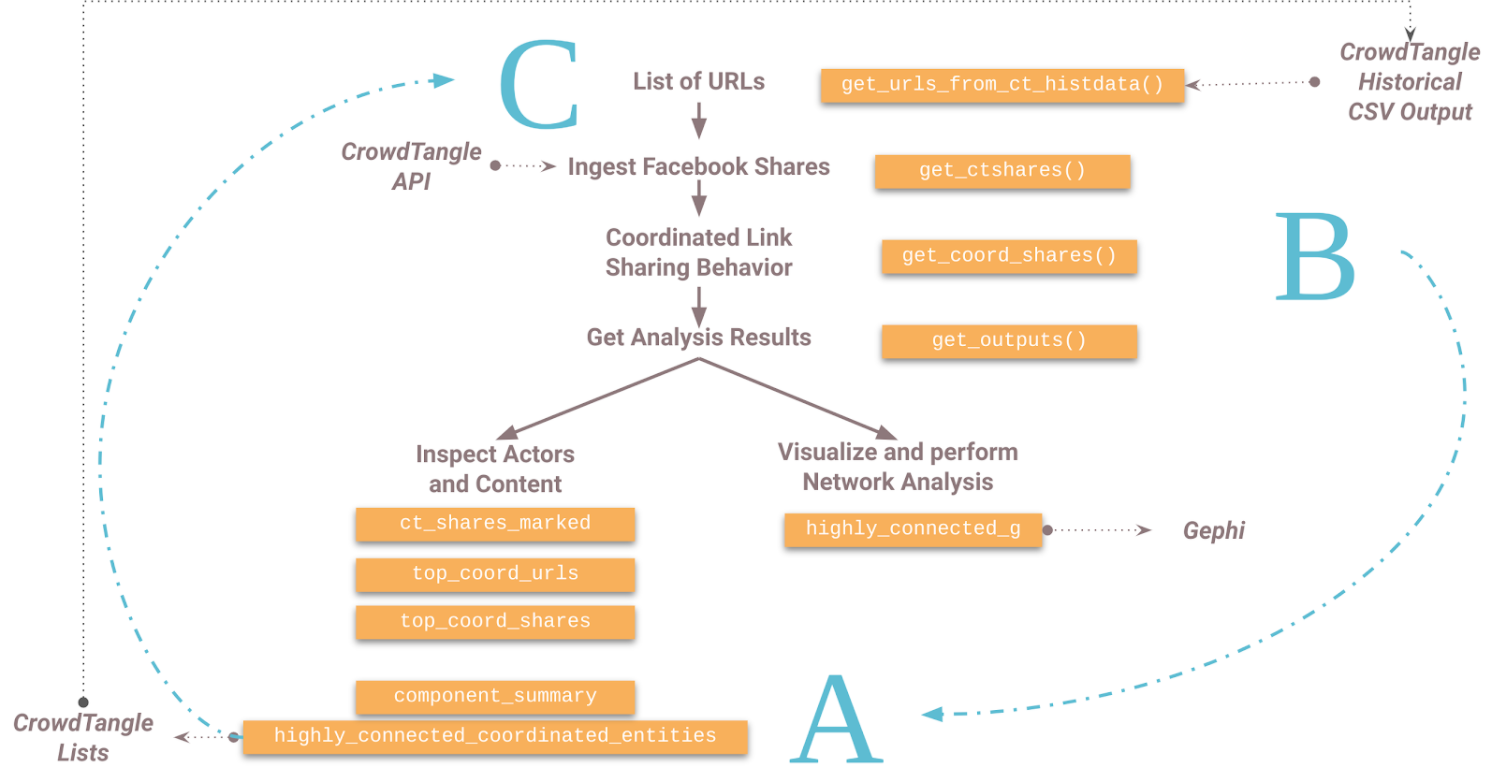 C
List of URLs
get_urls_from_ct_histdata()
CrowdTangle
Historical
CSV Output
CrowdTangle
API
Ingest Facebook Shares
get_ctshares()
Coordinated Link
Sharing Behavior
get_coord_shares()
B
Get Analysis Results
get_outputs()
Inspect Actors
and Content
Visualize and perform
Network Analysis
ct_shares_marked
highly_connected_g
Gephi
top_coord_urls
top_coord_shares
component_summary
A
CrowdTangle
Lists
highly_connected_coordinated_entities